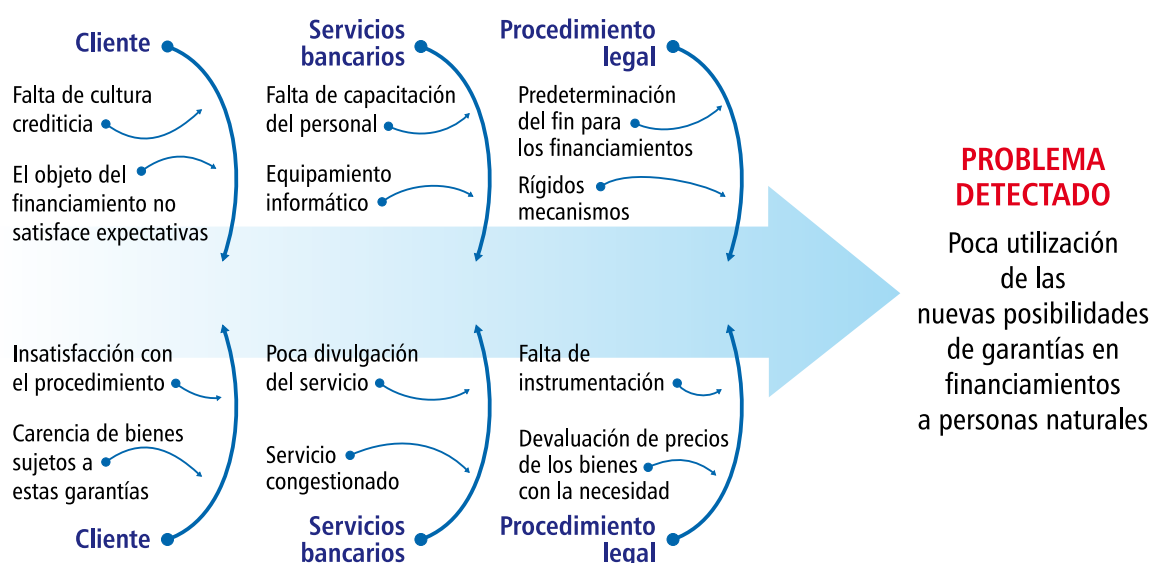 Cliente
Falta de cultura
crediticia
El objeto del
financiamiento no
satisface expectativas
Servicios
bancarios
Falta de capacitación
del personal
Equipamiento
informático
Procedimiento
legal
Predeterminación
del fin para
los financiamientos
Rígidos
mecanismos
Insatisfacción con
el procedimiento
Carencia de bienes
sujetos a
estas garantías
Cliente
Poca divulgación
del servicio
Servicio
congestionado
Servicios
bancarios
Falta de
instrumentación
Devaluación de precios
de los bienes
con la necesidad
Procedimiento
legal
PROBLEMA
DETECTADO
Poca utilización
de las
nuevas posibilidades
de garantías en
financiamientos
a personas naturales